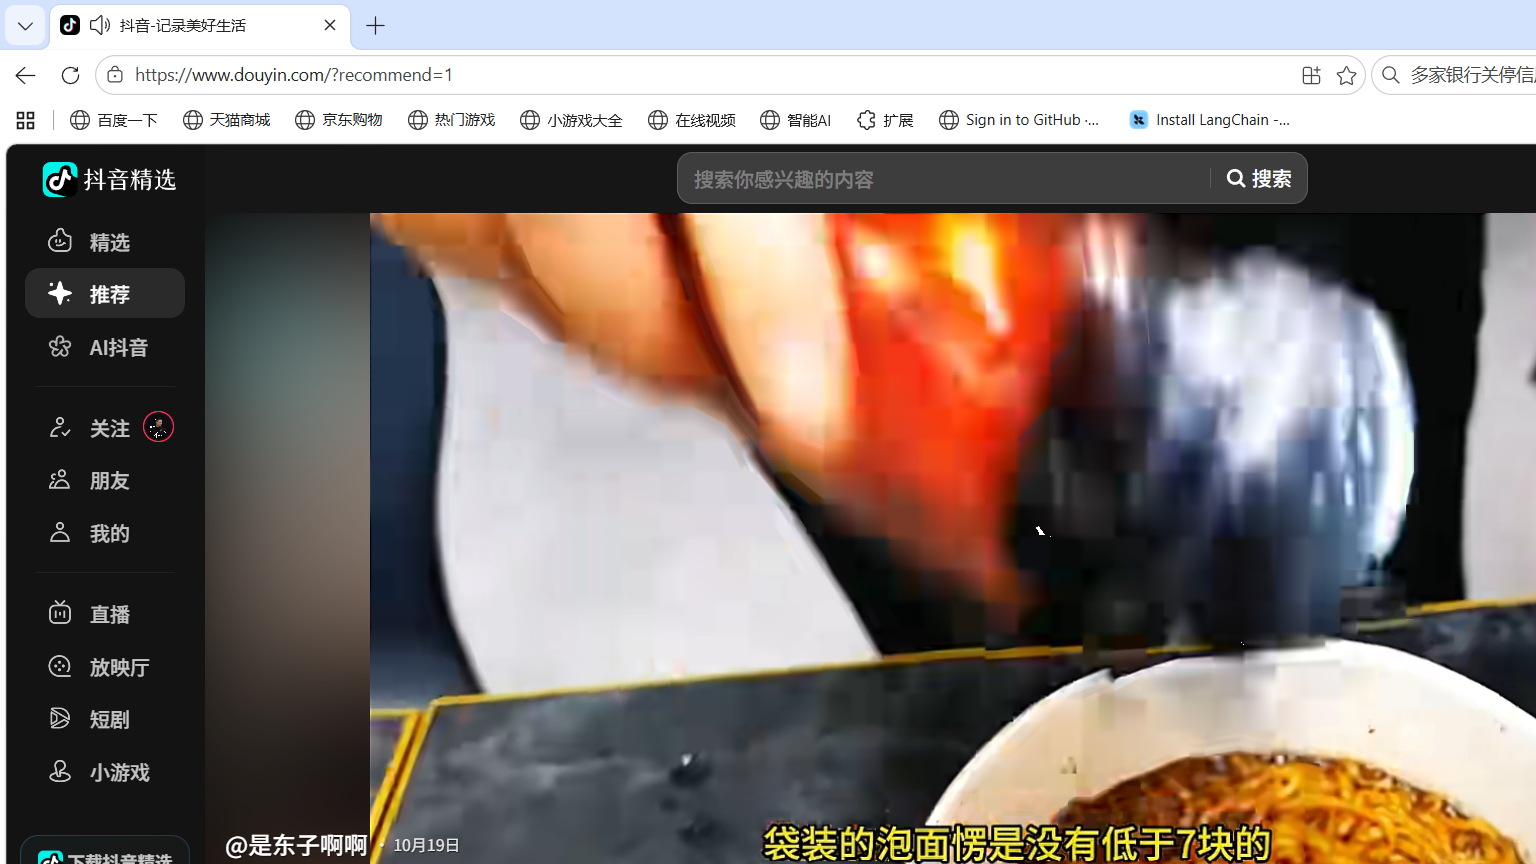 抖音-记录美好生活
https://www.douyin.com/?recommend=1
多家银行关停信
百度一下 天猫商城 京东购物 热门游戏 小游戏大全 在线视频 智能AI 扩展 Sign in to GitHub ·... Install LangChain -...
抖音精选
搜索你感兴趣的内容 搜索
精选
推荐
AI抖音
关注
朋友
我的
直播
放映厅
短剧
小游戏
下载抖音精选
@是东子啊啊 · 10月19日
袋装的泡面愣是没有低于7块的